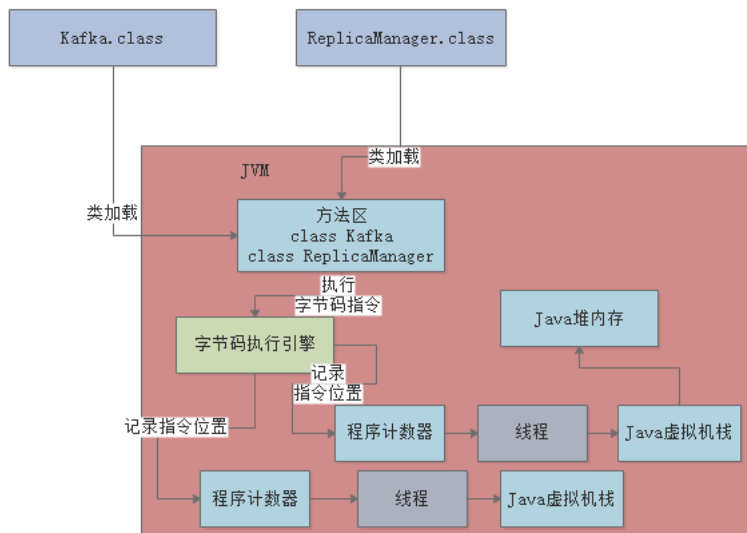 Kafka.class
ReplicaManager.class
JVM
类加载
类加载
方法区
class Kafka
class ReplicaManager
执行
字节码指令
Java堆内存
字节码执行引擎
记录
指令位置
记录指令位置
程序计数器
线程
Java虚拟机栈
程序计数器
线程
Java虚拟机栈